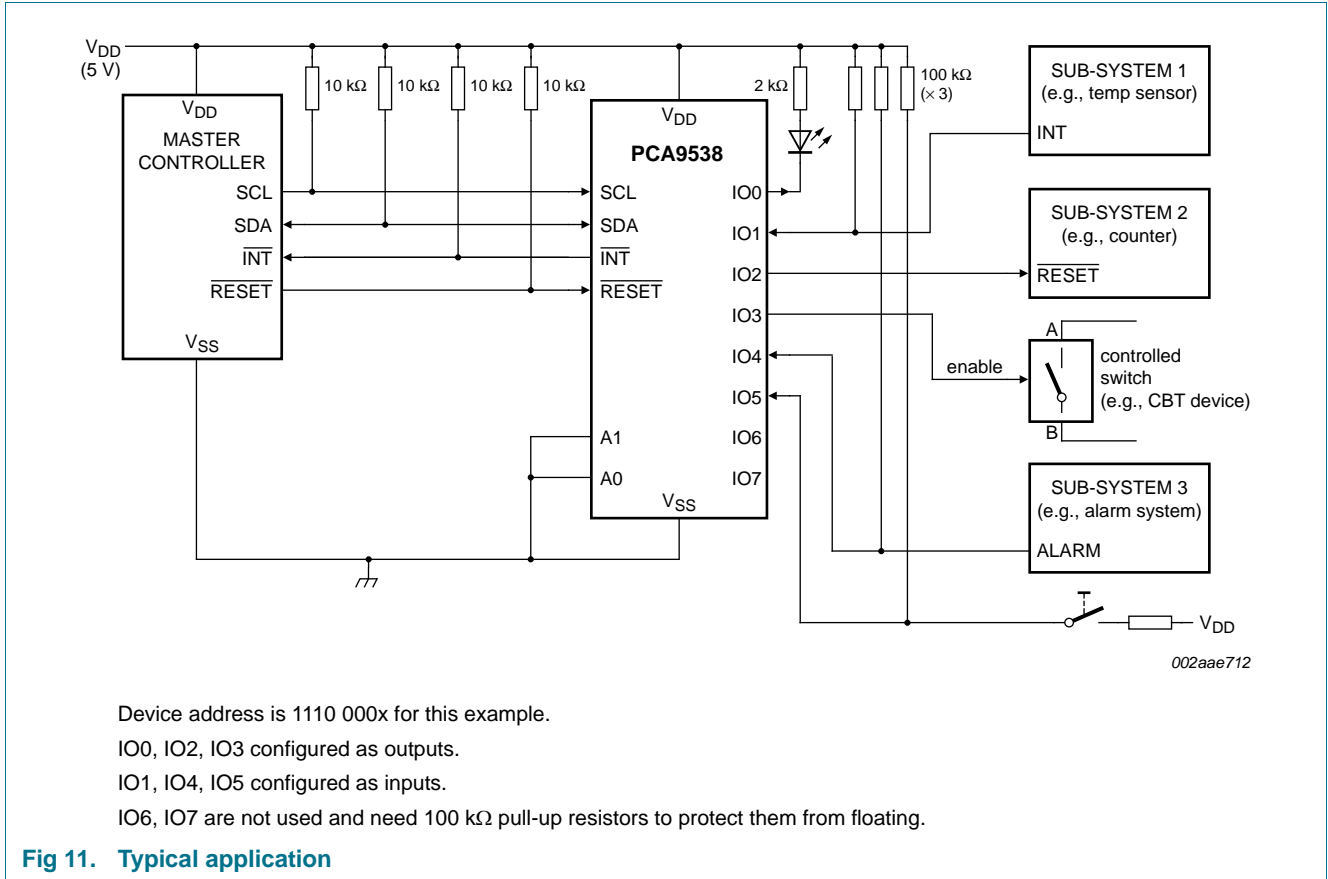 VDD
(5 V)
10 kΩ
10 kΩ
10 kΩ
10 kΩ
2 kΩ
100 kΩ
(× 3)
VDD
MASTER
CONTROLLER
SCL
SDA
INT
RESET
VSS
VDD
PCA9538
SCL
SDA
INT
RESET
A1
A0
VSS
IO0
IO1
IO2
IO3
IO4
IO5
IO6
IO7
SUB-SYSTEM 1
(e.g., temp sensor)
INT
SUB-SYSTEM 2
(e.g., counter)
RESET
enable
A
B
controlled
switch
(e.g., CBT device)
SUB-SYSTEM 3
(e.g., alarm system)
ALARM
VDD
002aae712
Device address is 1110 000x for this example.
IO0, IO2, IO3 configured as outputs.
IO1, IO4, IO5 configured as inputs.
IO6, IO7 are not used and need 100 kΩ pull-up resistors to protect them from floating.
Fig 11. Typical application